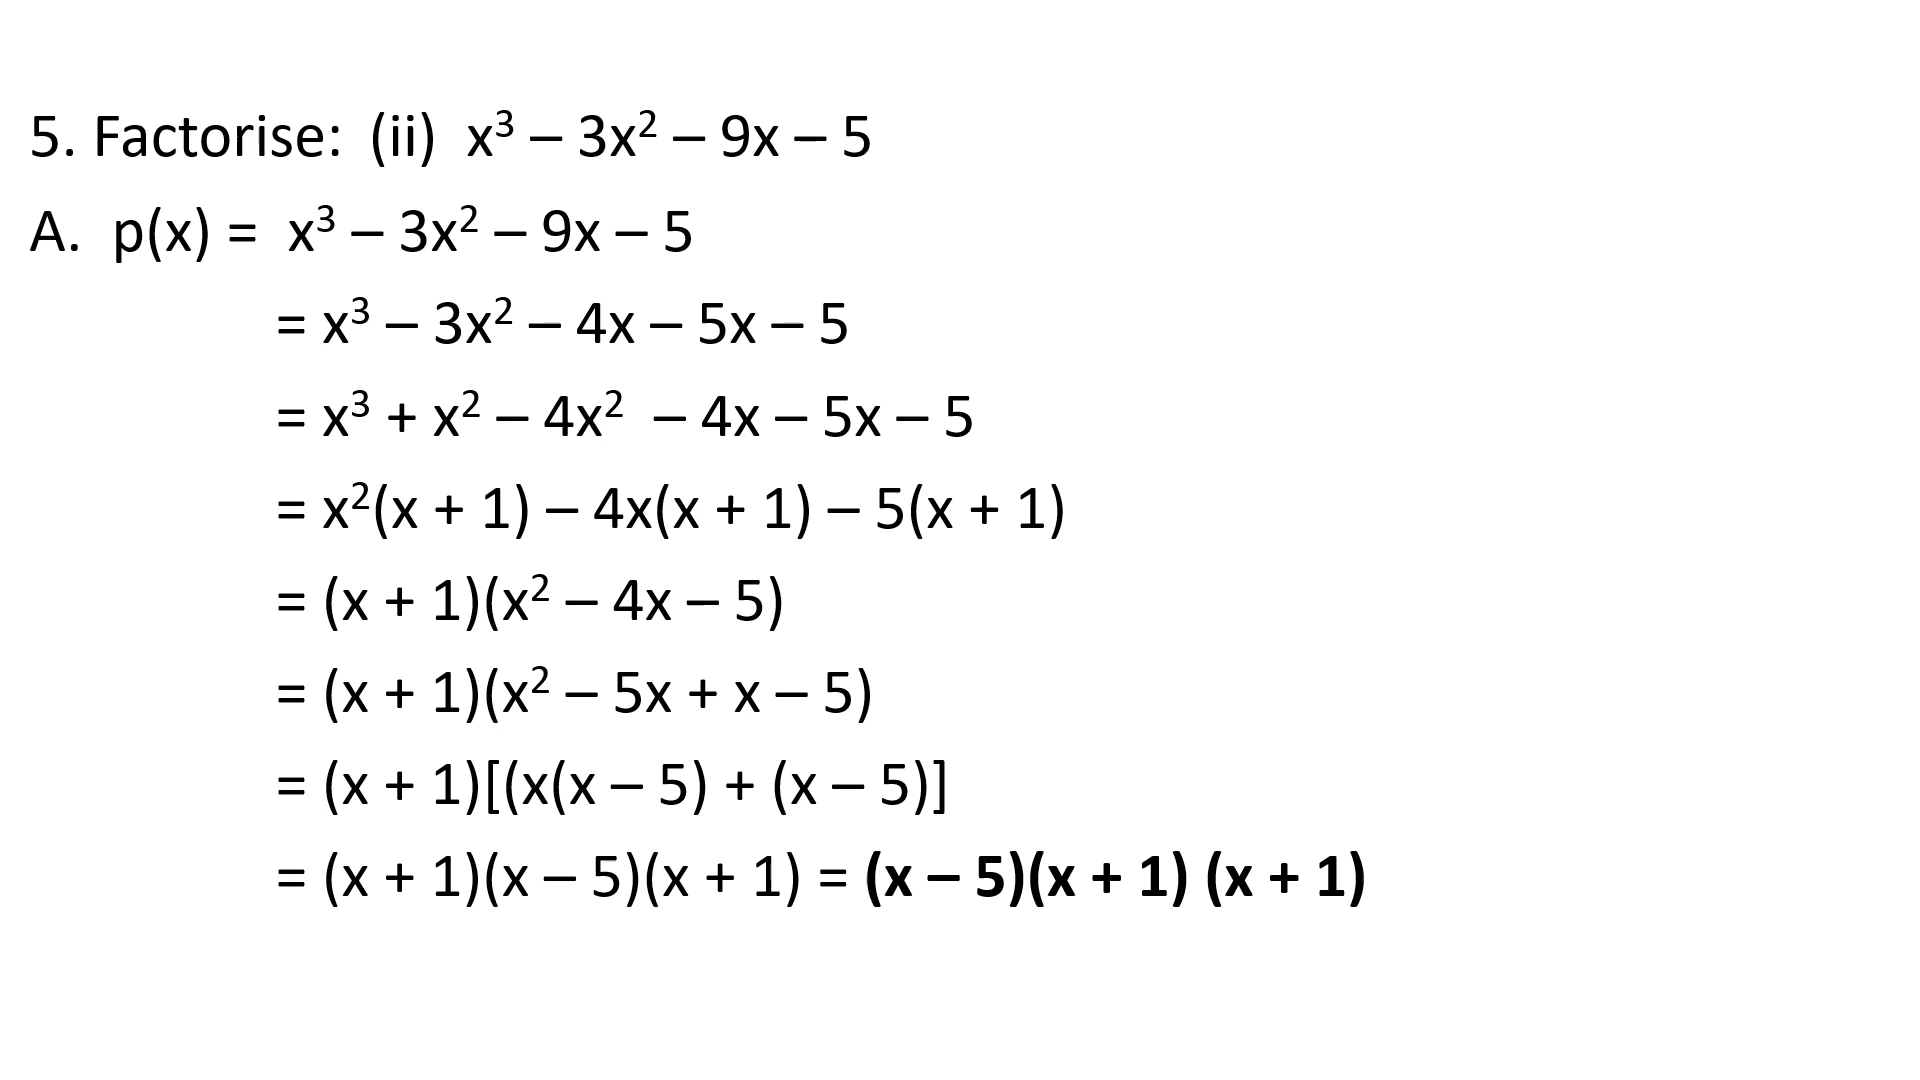 5. Factorise: (ii) x³ – 3x² – 9x – 5
A. p(x) = x³ – 3x² – 9x – 5
= x³ – 3x² – 4x – 5x – 5
= x³ + x² – 4x² – 4x – 5x – 5
= x²(x + 1) – 4x(x + 1) – 5(x + 1)
= (x + 1)(x² – 4x – 5)
= (x + 1)(x² – 5x + x – 5)
= (x + 1)[(x(x – 5) + (x – 5)]
= (x + 1)(x – 5)(x + 1) = (x – 5)(x + 1) (x + 1)